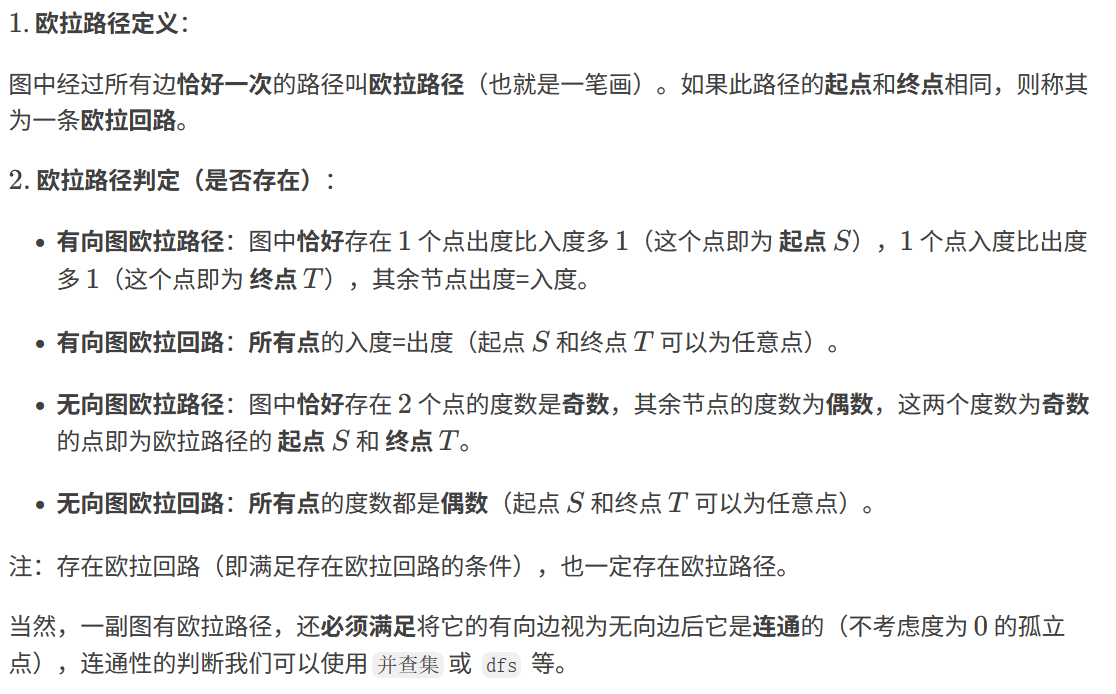 1. 欧拉路径定义：
图中经过所有边恰好一次的路径叫欧拉路径（也就是一笔画）。如果此路径的起点和终点相同，则称其
为一条欧拉回路。
2. 欧拉路径判定（是否存在）：
• 有向图欧拉路径：图中恰好存在 1 个点出度比入度多 1（这个点即为 起点 S），1 个点入度比出度
多 1（这个点即为 终点 T），其余节点出度=入度。
• 有向图欧拉回路：所有点的入度=出度（起点 S 和终点 T 可以为任意点）。
• 无向图欧拉路径：图中恰好存在 2 个点的度数是奇数，其余节点的度数为偶数，这两个度数为奇数
的点即为欧拉路径的 起点 S 和 终点 T。
• 无向图欧拉回路：所有点的度数都是偶数（起点 S 和终点 T 可以为任意点）。
注：存在欧拉回路（即满足存在欧拉回路的条件），也一定存在欧拉路径。
当然，一副图有欧拉路径，还必须满足将它的有向边视为无向边后它是连通的（不考虑度为 0 的孤立
点），连通性的判断我们可以使用 并查集 或 dfs 等。